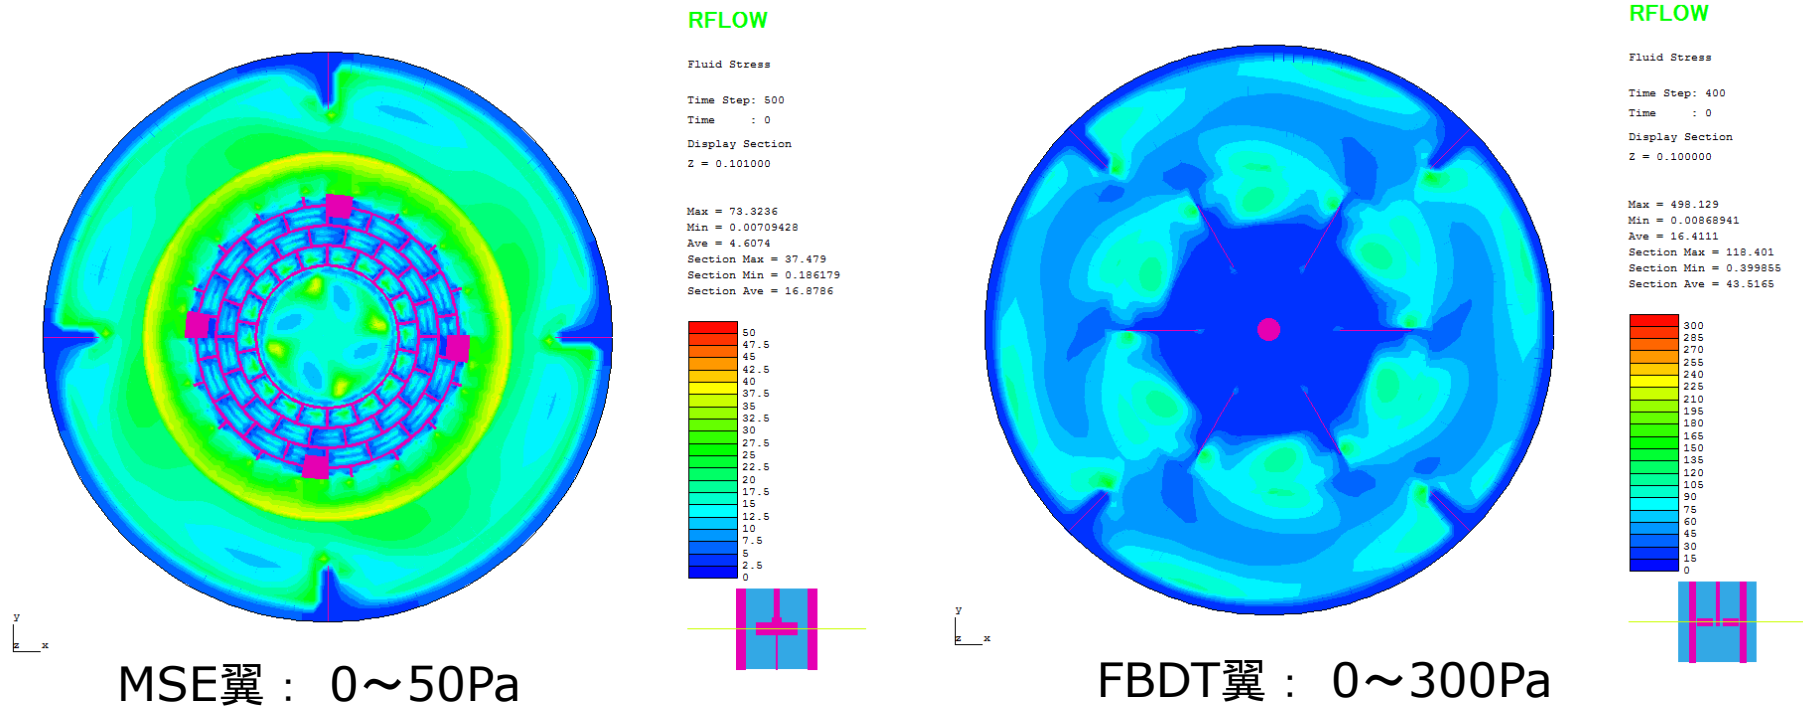 RFLOW
Fluid Stress
Time Step: 500
Time : 0
Display Section
Z = 0.101000
Max = 73.3236
Min = 0.00709428
Ave = 4.6074
Section Max = 37.479
Section Min = 0.186179
Section Ave = 16.8786
50
47.5
45
42.5
40
37.5
35
32.5
30
27.5
25
22.5
20
17.5
15
12.5
10
7.5
5
2.5
0
y
z x
MSE翼： 0～50Pa
RFLOW
Fluid Stress
Time Step: 400
Time : 0
Display Section
Z = 0.100000
Max = 498.129
Min = 0.00868941
Ave = 16.4111
Section Max = 118.401
Section Min = 0.399855
Section Ave = 43.5165
300
285
270
255
240
225
210
195
180
165
150
135
120
105
90
75
60
45
30
15
0
y
z x
FBDT翼： 0～300Pa